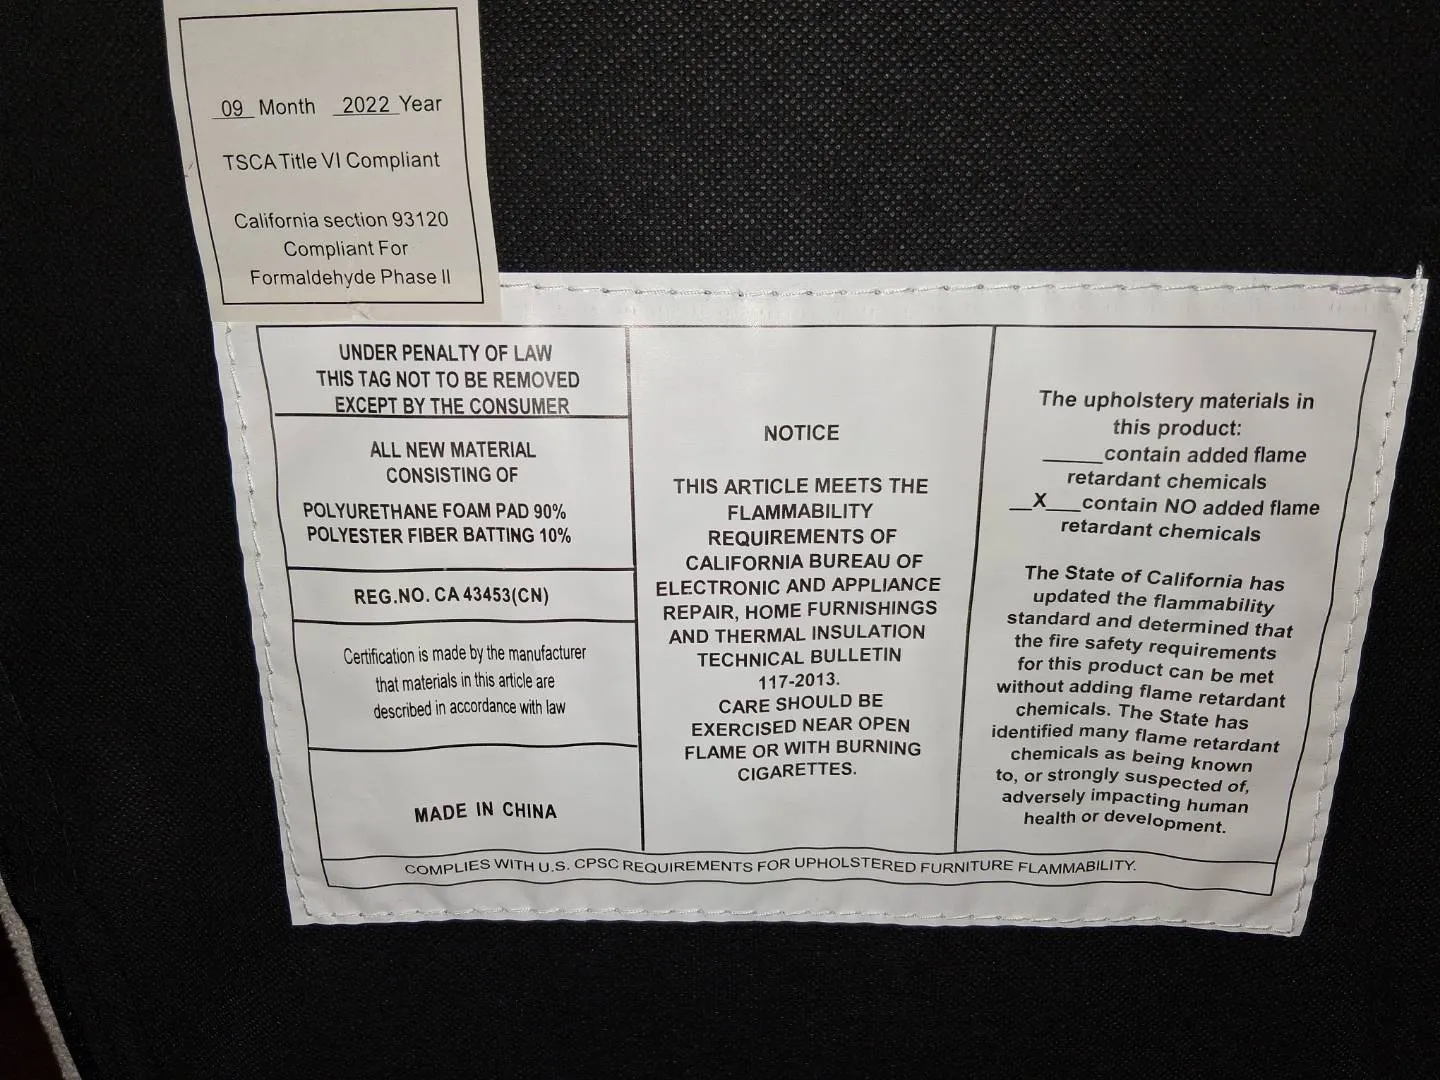 09 Month 2022 Year
TSCA Title VI Compliant
California section 93120
Compliant For
Formaldehyde Phase II
UNDER PENALTY OF LAW
THIS TAG NOT TO BE REMOVED
EXCEPT BY THE CONSUMER
ALL NEW MATERIAL
CONSISTING OF
POLYURETHANE FOAM PAD 90%
POLYESTER FIBER BATTING 10%
REG.NO. CA 43453(CN)
Certification is made by the manufacturer
that materials in this article are
described in accordance with law
MADE IN CHINA
NOTICE
THIS ARTICLE MEETS THE
FLAMMABILITY
REQUIREMENTS OF
CALIFORNIA BUREAU OF
ELECTRONIC AND APPLIANCE
REPAIR, HOME FURNISHINGS
AND THERMAL INSULATION
TECHNICAL BULLETIN
117-2013.
CARE SHOULD BE
EXERCISED NEAR OPEN
FLAME OR WITH BURNING
CIGARETTES.
The upholstery materials in
this product:
_____contain added flame
retardant chemicals
__X___contain NO added flame
retardant chemicals
The State of California has
updated the flammability
standard and determined that
the fire safety requirements
for this product can be met
without adding flame retardant
chemicals. The State has
identified many flame retardant
chemicals as being known
to, or strongly suspected of,
adversely impacting human
health or development.
COMPLIES WITH U.S. CPSC REQUIREMENTS FOR UPHOLSTERED FURNITURE FLAMMABILITY.